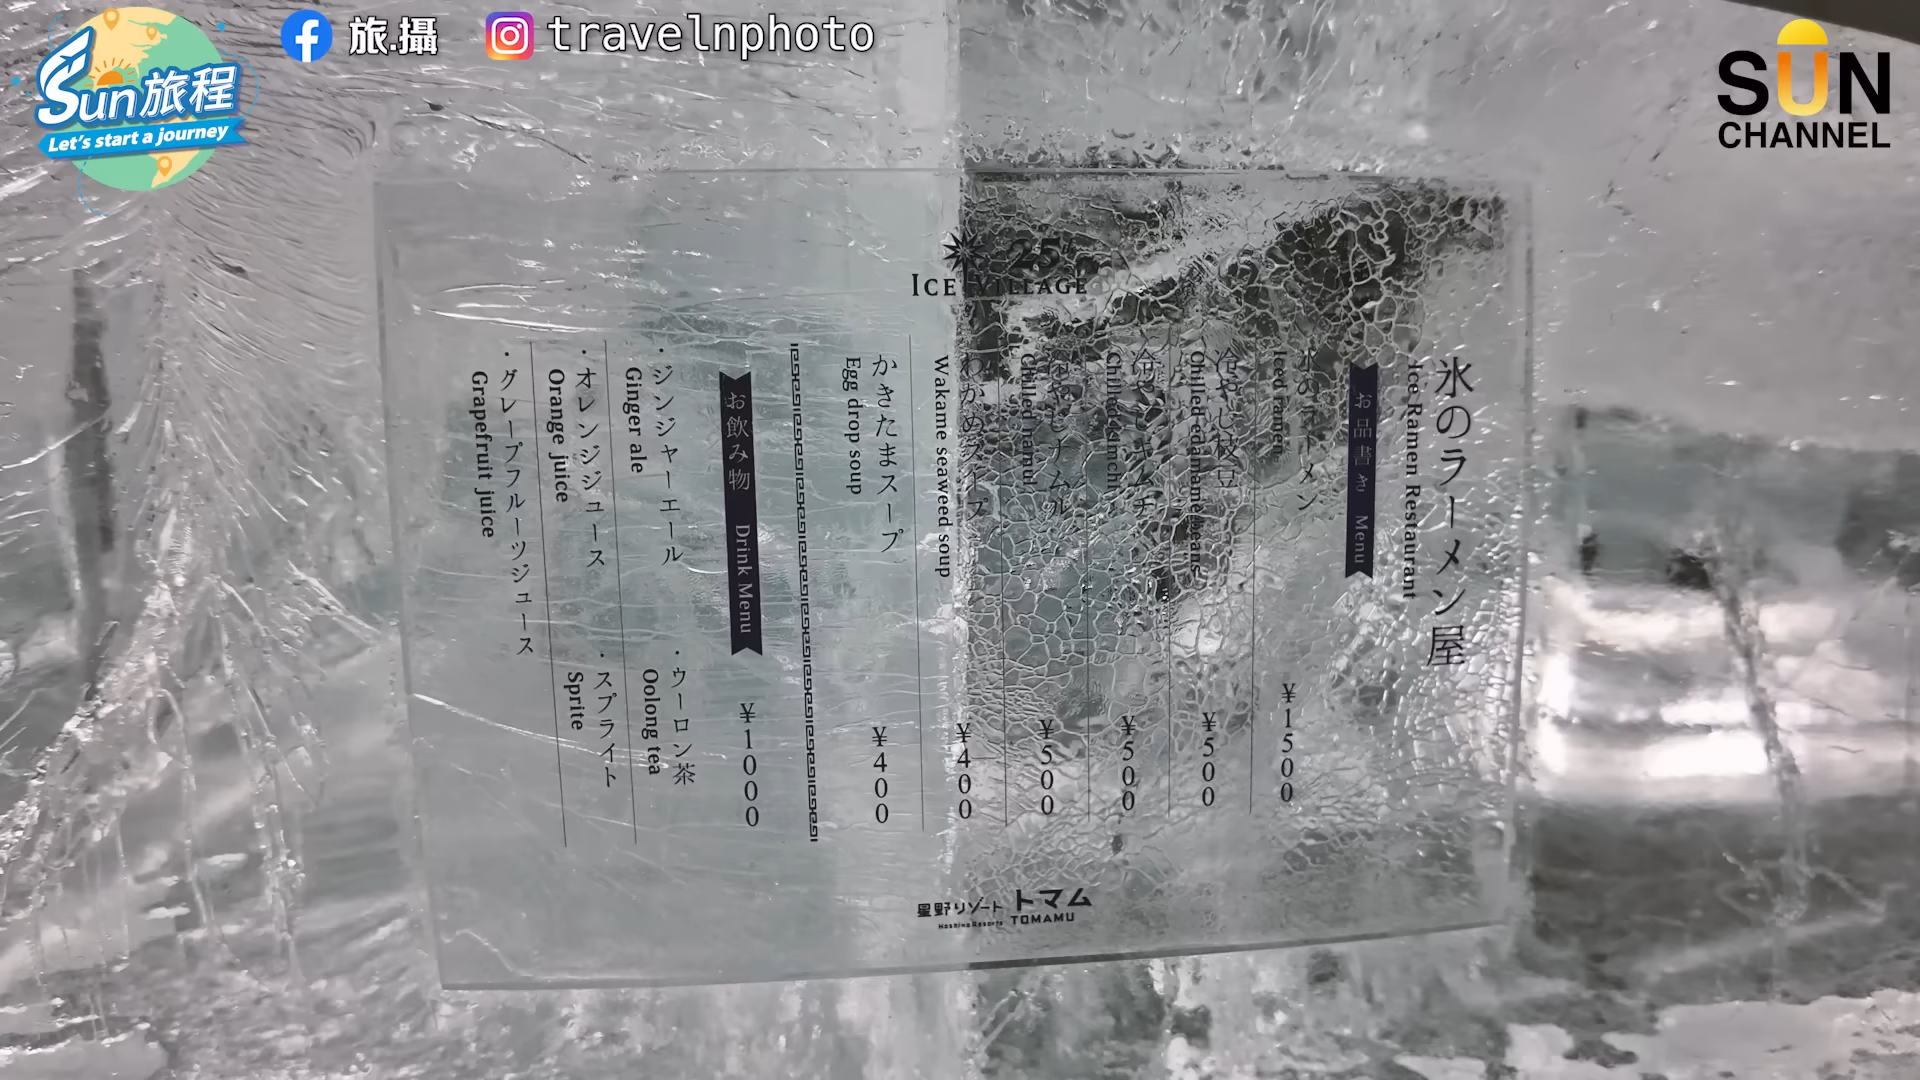 Sun旅程
Let's start a journey
旅.攝
travelnphoto
SUN
CHANNEL
25th
ICE VILLAGE
氷のラーメン屋
Ice Ramen Restaurant
お品書き Menu
氷のラーメン
Iced ramen
¥1500
冷やし枝豆
Chilled edamame beans
¥500
冷やしキムチ
Chilled kimchi
¥500
冷やしナムル
Chilled namul
¥500
わかめスープ
Wakame seaweed soup
¥400
かきたまスープ
Egg drop soup
¥400
お飲み物 Drink Menu
¥1000
・ジンジャーエール
Ginger ale
・ウーロン茶
Oolong tea
・オレンジジュース
Orange juice
・スプライト
Sprite
・グレープフルーツジュース
Grapefruit juice
星野リゾート トマム
Hoshino Resorts TOMAMU